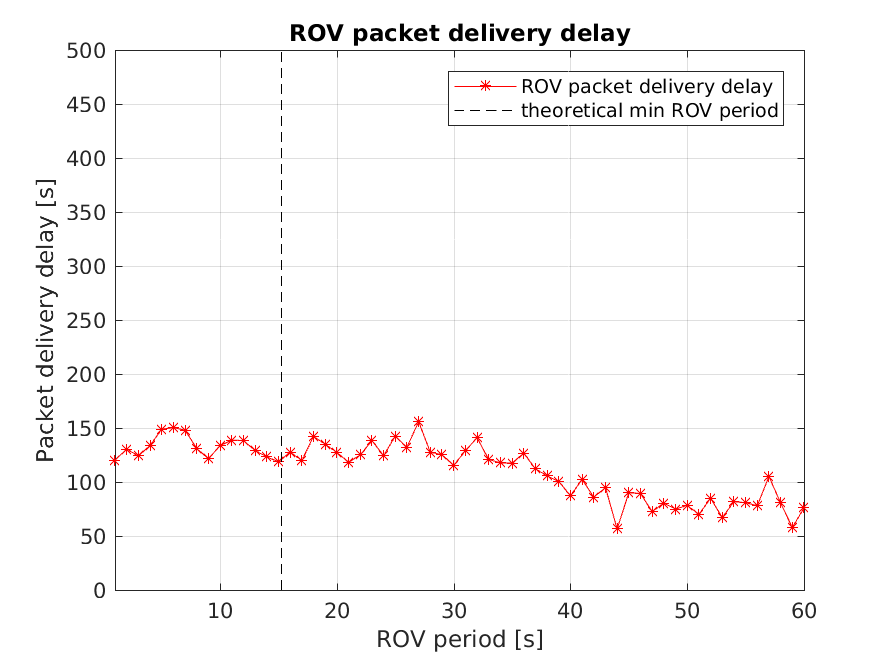 ROV packet delivery delay
500
450
400
350
300
250
200
150
100
50
0
Packet delivery delay [s]
ROV packet delivery delay
theoretical min ROV period
10 20 30 40 50 60
ROV period [s]